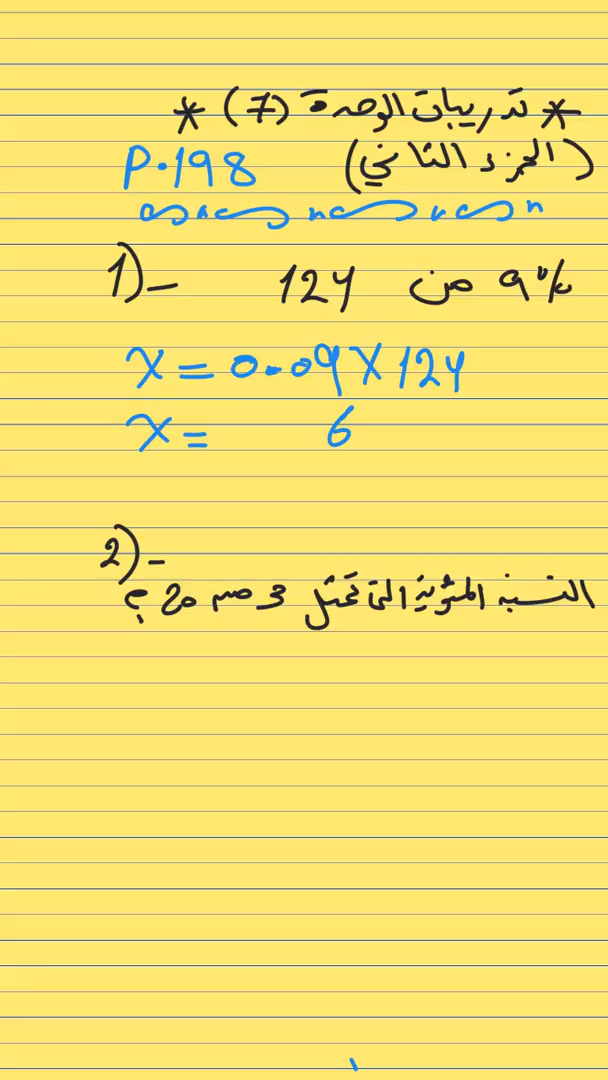 * تدريبات الوحدة (7) *
(الجزء الثاني) P.198
1)- 9% من 124
x = 0.09 X 124
x = 6
2)-
النسبة المئوية التى تمثل 3 من 20 ؟